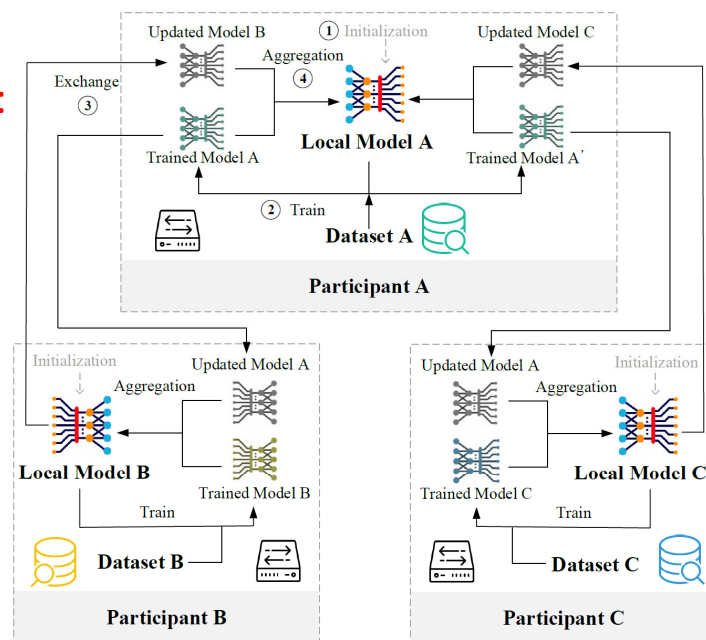 Updated Model B
① Initialization
Updated Model C
Aggregation
④
Exchange
③
:
Local Model A
Trained Model A
Trained Model A′
② Train
Dataset A
Participant A
Initialization
Updated Model A
Aggregation
Local Model B
Trained Model B
Train
Dataset B
Participant B
Updated Model A
Initialization
Aggregation
Local Model C
Trained Model C
Train
Dataset C
Participant C